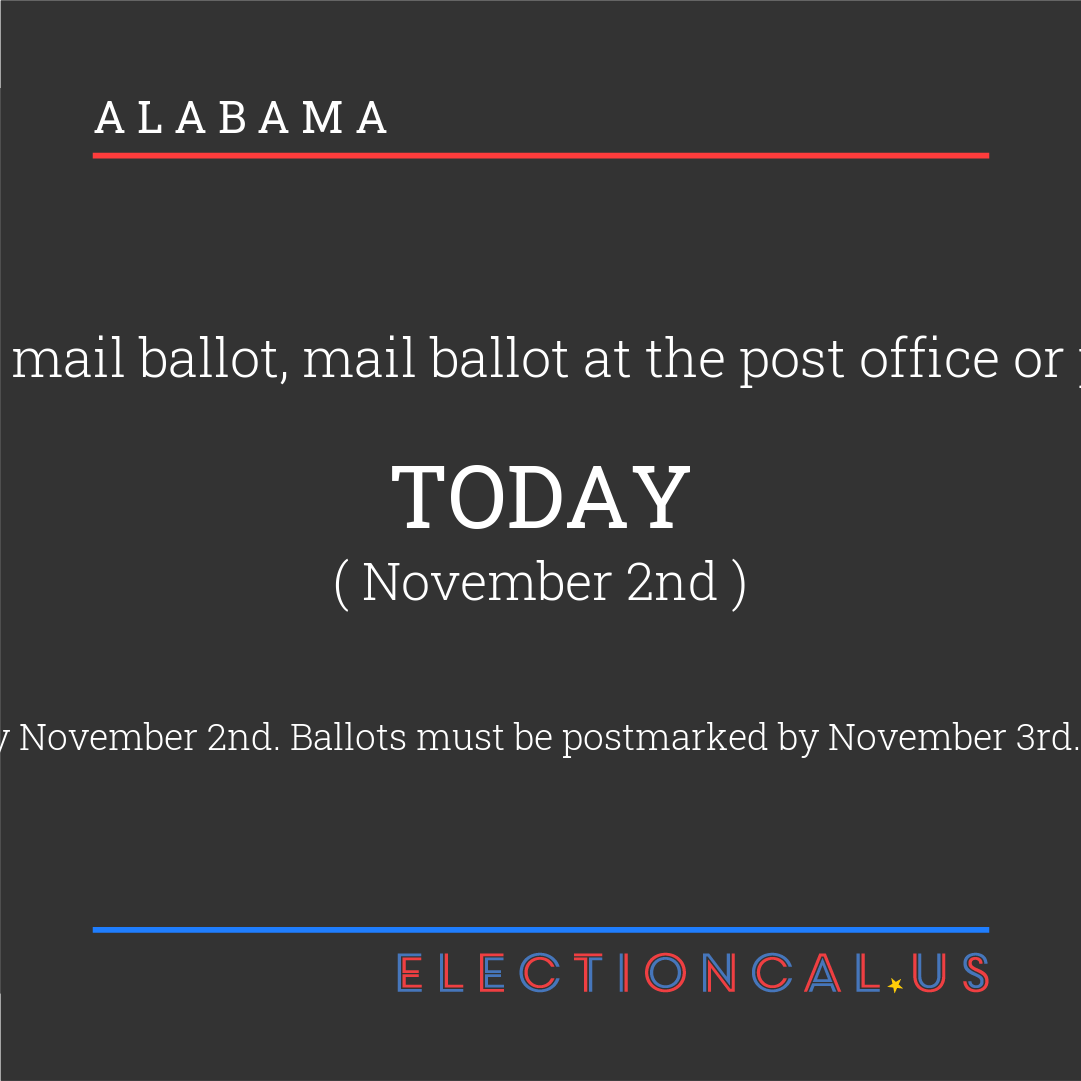 ALABAMA
mail ballot, mail ballot at the post office or
TODAY
( November 2nd )
November 2nd. Ballots must be postmarked by November 3rd.
ELECTIONCAL.US